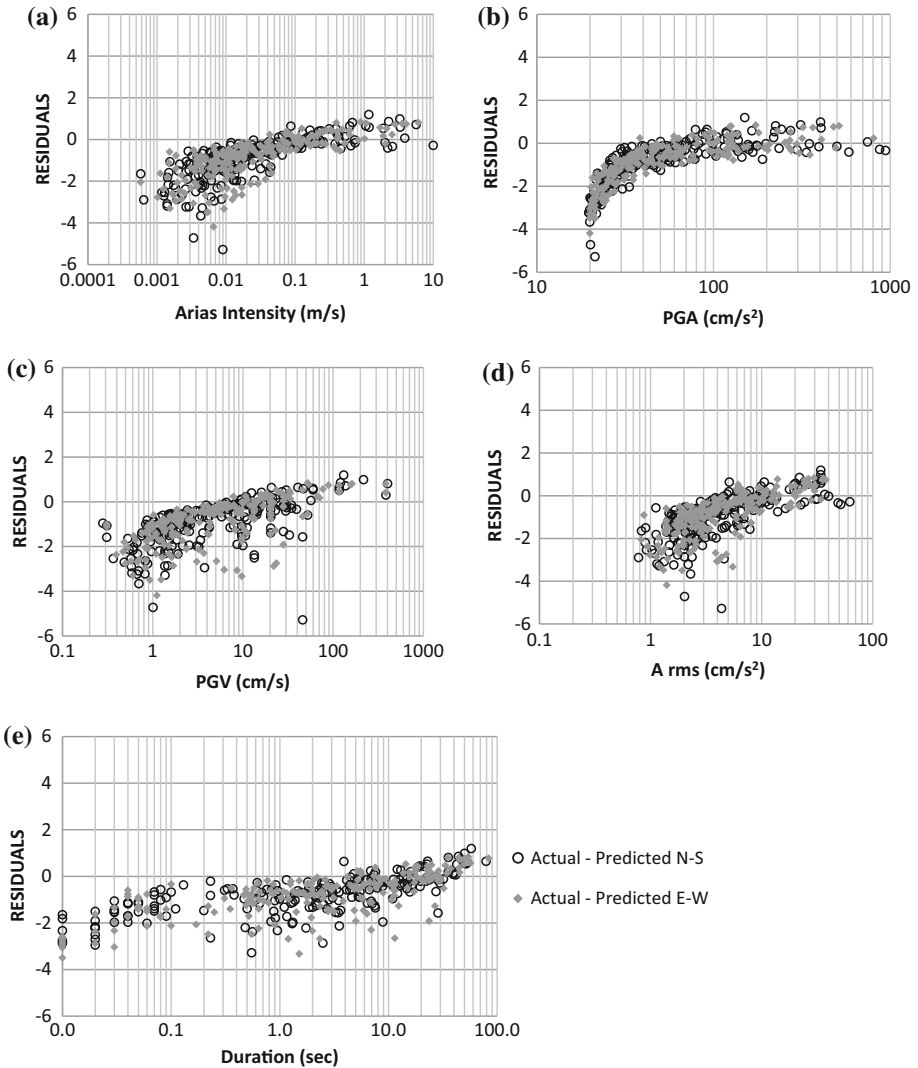 (a)
6
4
2
0
-2
-4
-6
RESIDUALS
0.0001 0.001 0.01 0.1 1 10
Arias Intensity (m/s)
(b)
6
4
2
0
-2
-4
-6
RESIDUALS
10 100 1000
PGA (cm/s²)
(c)
6
4
2
0
-2
-4
-6
RESIDUALS
0.1 1 10 100 1000
PGV (cm/s)
(d)
6
4
2
0
-2
-4
-6
RESIDUALS
0.1 1 10 100
A rms (cm/s²)
(e)
6
4
2
0
-2
-4
-6
RESIDUALS
0.0 0.1 1.0 10.0 100.0
Duration (sec)
Actual - Predicted N-S
Actual - Predicted E-W